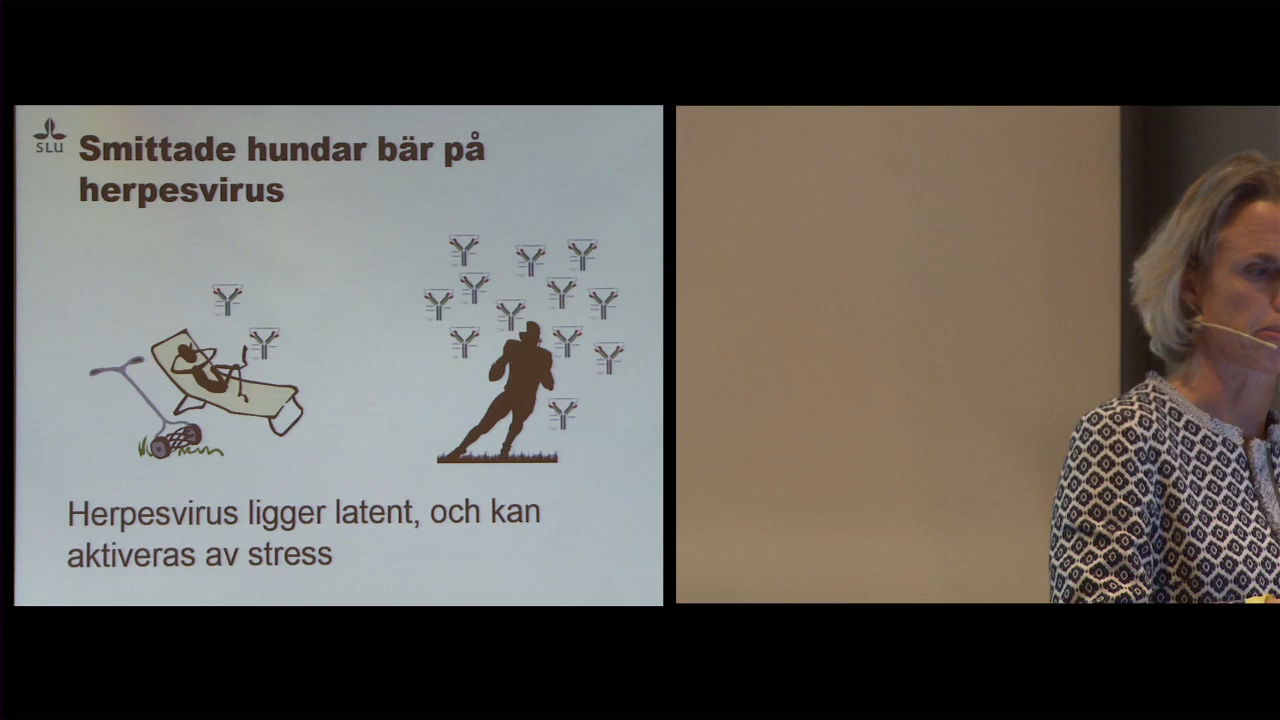 SLU
Smittade hundar bär på
herpesvirus
Herpesvirus ligger latent, och kan
aktiveras av stress